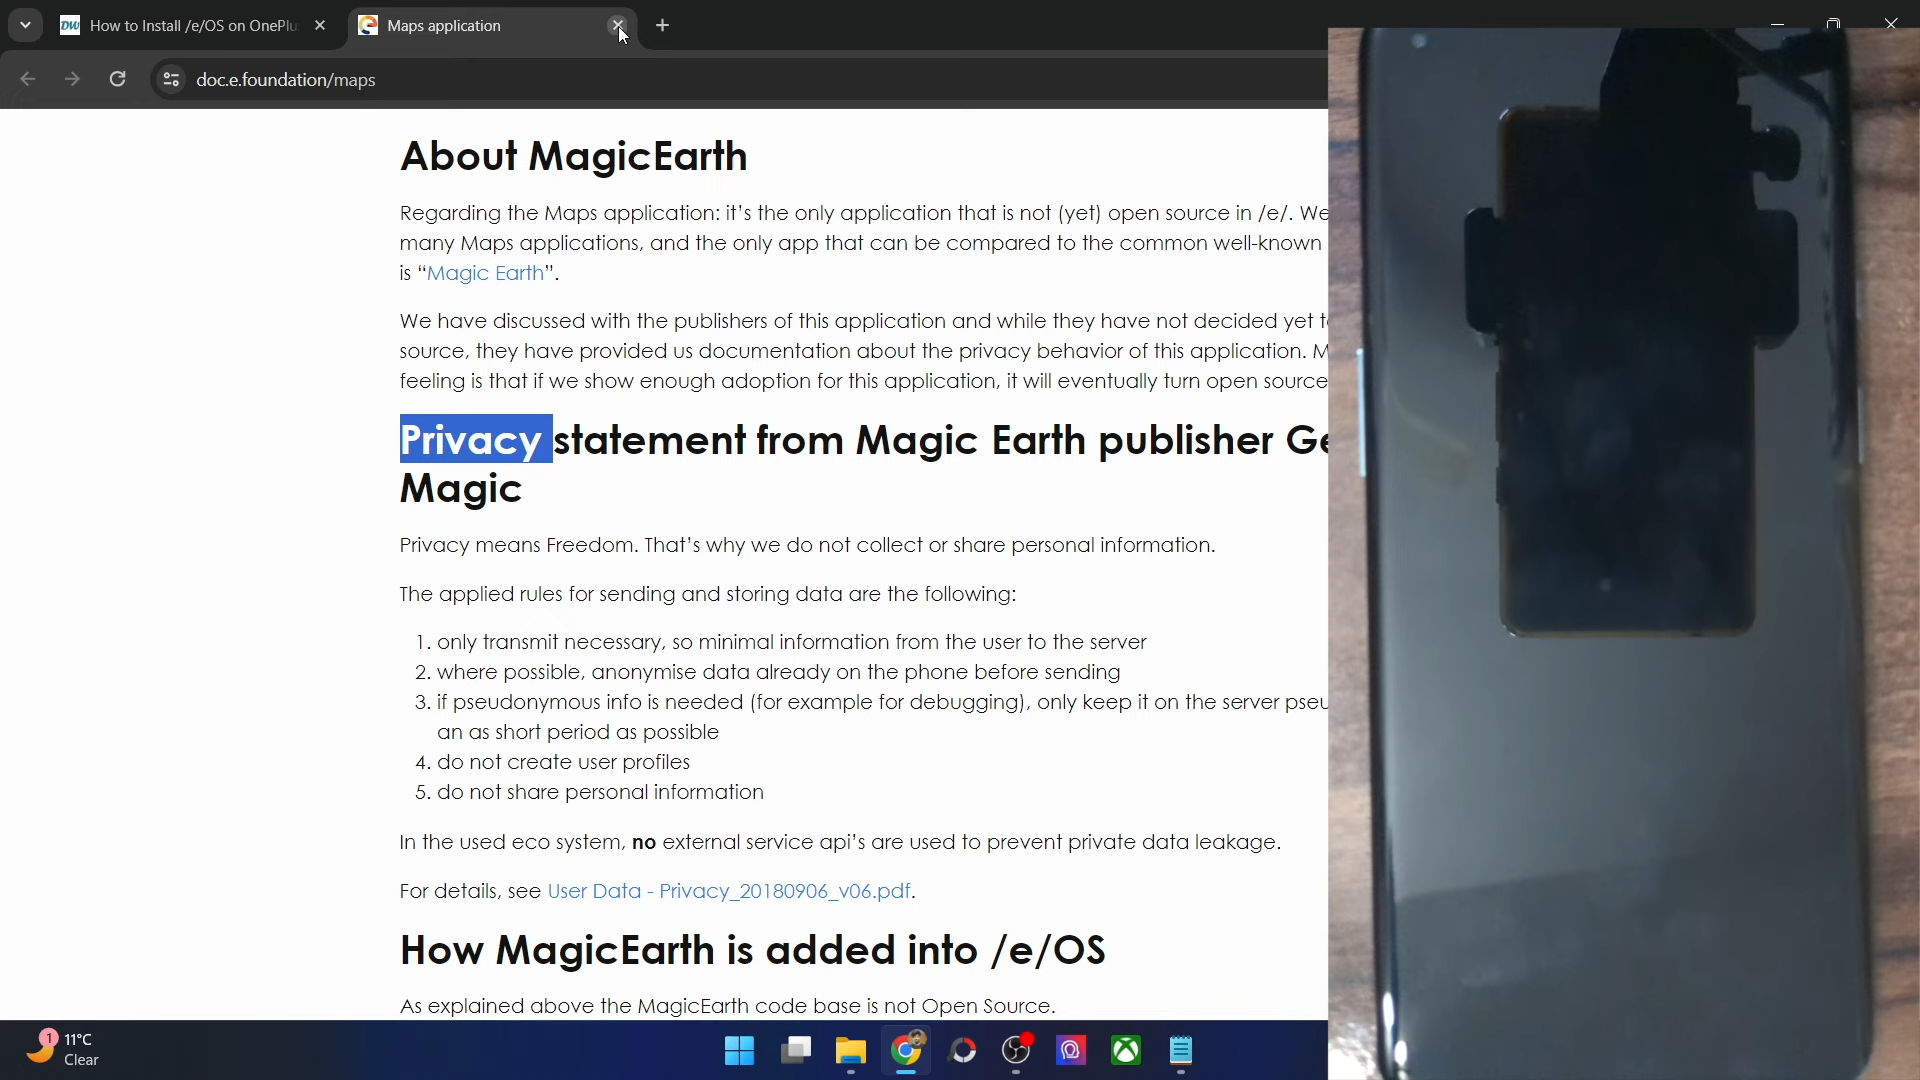 How to Install /e/OS on OnePlu
Maps application
doc.e.foundation/maps
About MagicEarth
Regarding the Maps application: it's the only application that is not (yet) open source in /e/. We
many Maps applications, and the only app that can be compared to the common well-known
is “Magic Earth”.
We have discussed with the publishers of this application and while they have not decided yet
source, they have provided us documentation about the privacy behavior of this application.
feeling is that if we show enough adoption for this application, it will eventually turn open source
Privacy statement from Magic Earth publisher Ge
Magic
Privacy means Freedom. That's why we do not collect or share personal information.
The applied rules for sending and storing data are the following:
1. only transmit necessary, so minimal information from the user to the server
2. where possible, anonymise data already on the phone before sending
3. if pseudonymous info is needed (for example for debugging), only keep it on the server pseu
an as short period as possible
4. do not create user profiles
5. do not share personal information
In the used eco system, no external service api's are used to prevent private data leakage.
For details, see User Data - Privacy_20180906_v06.pdf.
How MagicEarth is added into /e/OS
As explained above the MagicEarth code base is not Open Source.
1
11°C
Clear